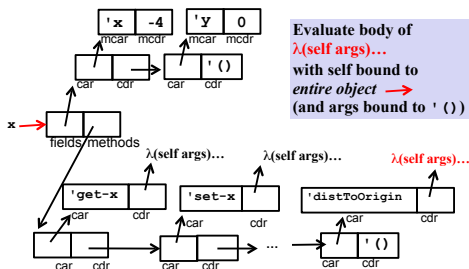 'x -4 'y 0
mcar mcdr mcar mcdr
'()
car cdr car cdr
x
fields methods
Evaluate body of
λ(self args)…
with self bound to
entire object
(and args bound to '())
λ(self args)… λ(self args)… λ(self args)…
'get-x 'set-x 'distToOrigin
car cdr car cdr car cdr
… '()
car cdr car cdr car cdr